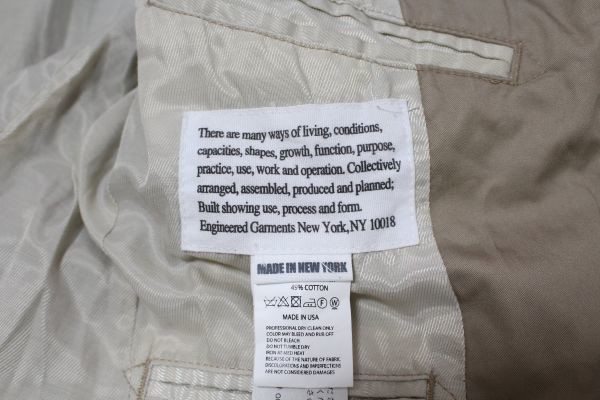 There are many ways of living, conditions,
capacities, shapes, growth, function, purpose,
practice, use, work and operation. Collectively
arranged, assembled, produced and planned;
Built showing use, process and form.
Engineered Garments New York, NY 10018
MADE IN NEW YORK
49% COTTON
MADE IN USA
PROFESSIONAL DRY CLEAN ONLY
COLOR MAY BLEED AND RUB-OFF
DO NOT BLEACH
DO NOT TUMBLE DRY
IRON AT MED HEAT
BECAUSE OF THE NATURE OF FABRIC
DISCOLORATIONS AND IMPERFECTIONS
ARE NOT CONSIDERED DAMAGES